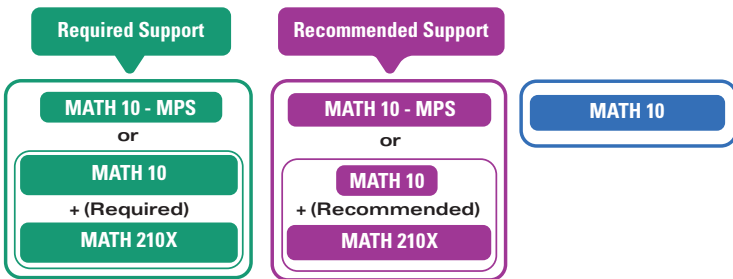 Required Support
MATH 10 - MPS
or
MATH 10
+ (Required)
MATH 210X
Recommended Support
MATH 10 - MPS
or
MATH 10
+ (Recommended)
MATH 210X
MATH 10